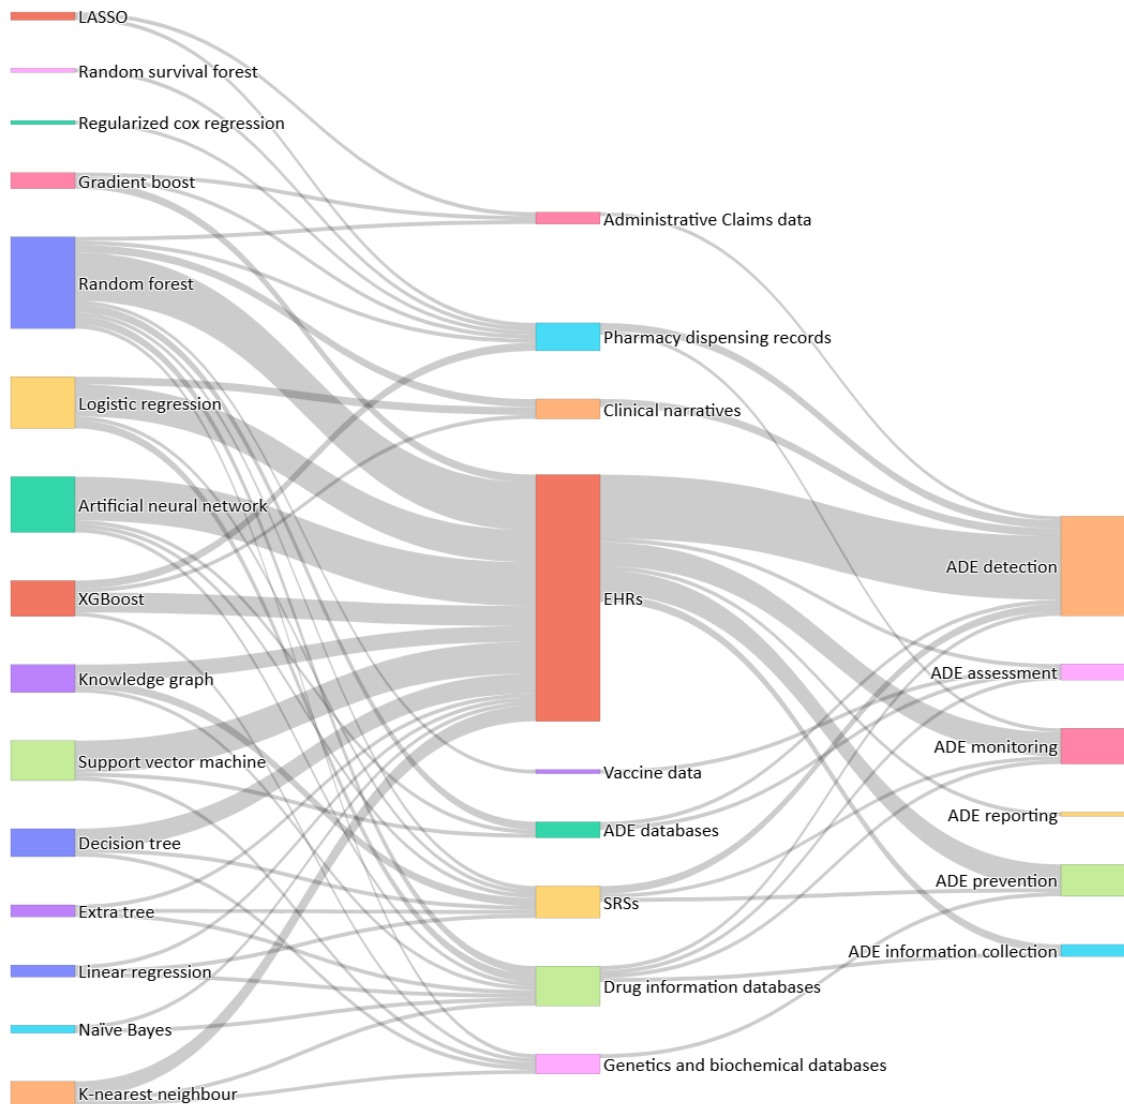 LASSO
Random survival forest
Regularized cox regression
Gradient boost
Random forest
Logistic regression
Artificial neural network
XGBoost
Knowledge graph
Support vector machine
Decision tree
Extra tree
Linear regression
Naïve Bayes
K-nearest neighbour
Administrative Claims data
Pharmacy dispensing records
Clinical narratives
EHRs
Vaccine data
ADE databases
SRSs
Drug information databases
Genetics and biochemical databases
ADE detection
ADE assessment
ADE monitoring
ADE reporting
ADE prevention
ADE information collection